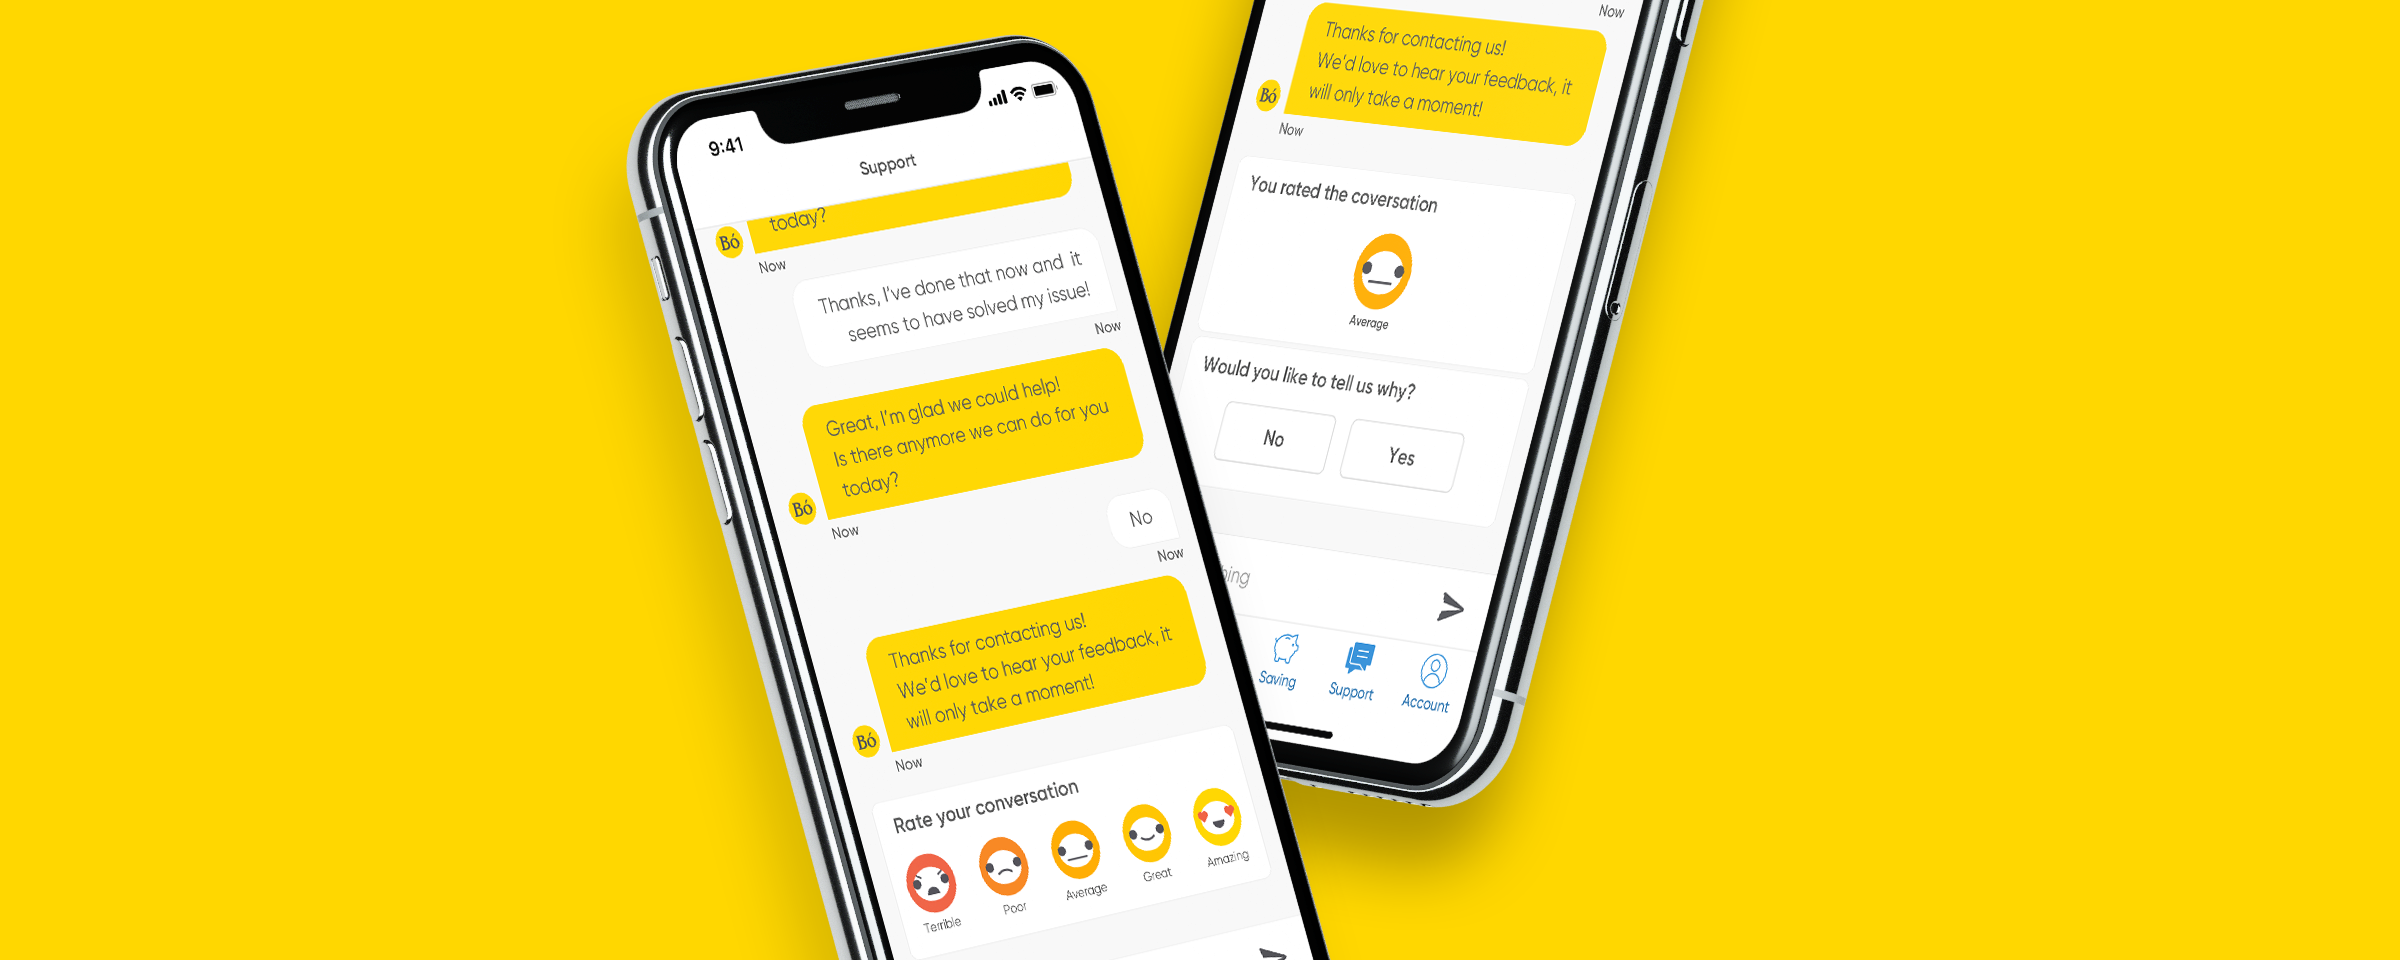 9:41
Support
today?
Bó
Now
Thanks, I've done that now and it
seems to have solved my issue!
Now
Great, I'm glad we could help!
Is there anymore we can do for you
today?
Bó
Now
No
Now
Thanks for contacting us!
We'd love to hear your feedback, it
will only take a moment!
Bó
Now
Rate your conversation
Terrible
Poor
Average
Great
Amazing
Now
Thanks for contacting us!
We'd love to hear your feedback, it
will only take a moment!
Bó
Now
You rated the coversation
Average
Would you like to tell us why?
No
Yes
Saving
Support
Account